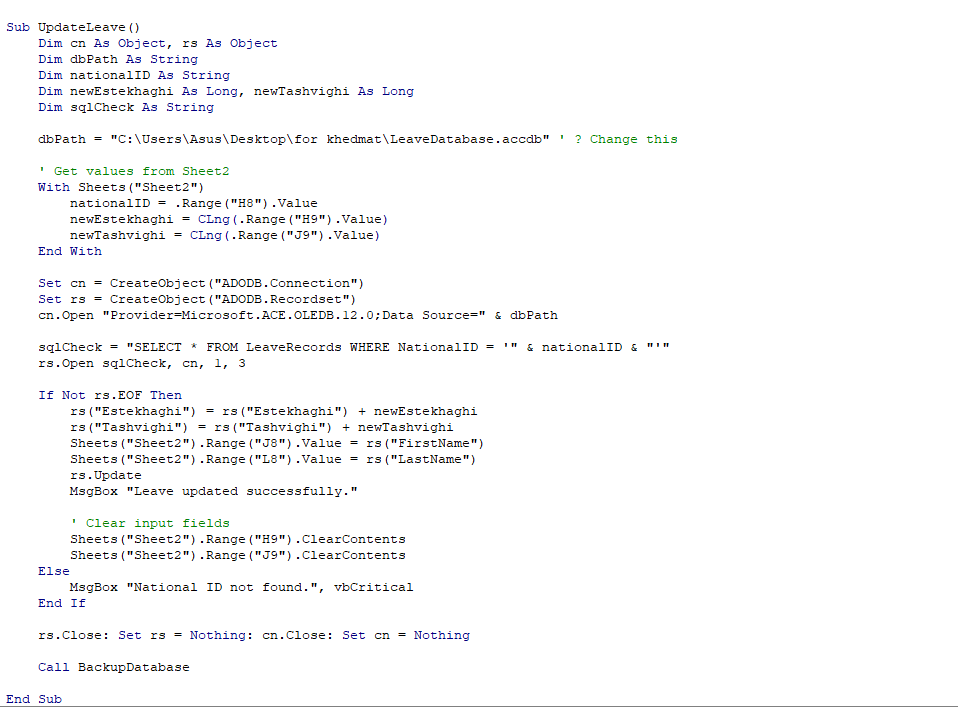 Sub UpdateLeave()
    Dim cn As Object, rs As Object
    Dim dbPath As String
    Dim nationalID As String
    Dim newEstekhaghi As Long, newTashvighi As Long
    Dim sqlCheck As String

    dbPath = "C:\Users\Asus\Desktop\for khedmat\LeaveDatabase.accdb" ' ? Change this

    ' Get values from Sheet2
    With Sheets("Sheet2")
        nationalID = .Range("H8").Value
        newEstekhaghi = CLng(.Range("H9").Value)
        newTashvighi = CLng(.Range("J9").Value)
    End With

    Set cn = CreateObject("ADODB.Connection")
    Set rs = CreateObject("ADODB.Recordset")
    cn.Open "Provider=Microsoft.ACE.OLEDB.12.0;Data Source=" & dbPath

    sqlCheck = "SELECT * FROM LeaveRecords WHERE NationalID = '" & nationalID & "'"
    rs.Open sqlCheck, cn, 1, 3

    If Not rs.EOF Then
        rs("Estekhaghi") = rs("Estekhaghi") + newEstekhaghi
        rs("Tashvighi") = rs("Tashvighi") + newTashvighi
        Sheets("Sheet2").Range("J8").Value = rs("FirstName")
        Sheets("Sheet2").Range("L8").Value = rs("LastName")
        rs.Update
        MsgBox "Leave updated successfully."

        ' Clear input fields
        Sheets("Sheet2").Range("H9").ClearContents
        Sheets("Sheet2").Range("J9").ClearContents
    Else
        MsgBox "National ID not found.", vbCritical
    End If

    rs.Close: Set rs = Nothing: cn.Close: Set cn = Nothing

    Call BackupDatabase

End Sub